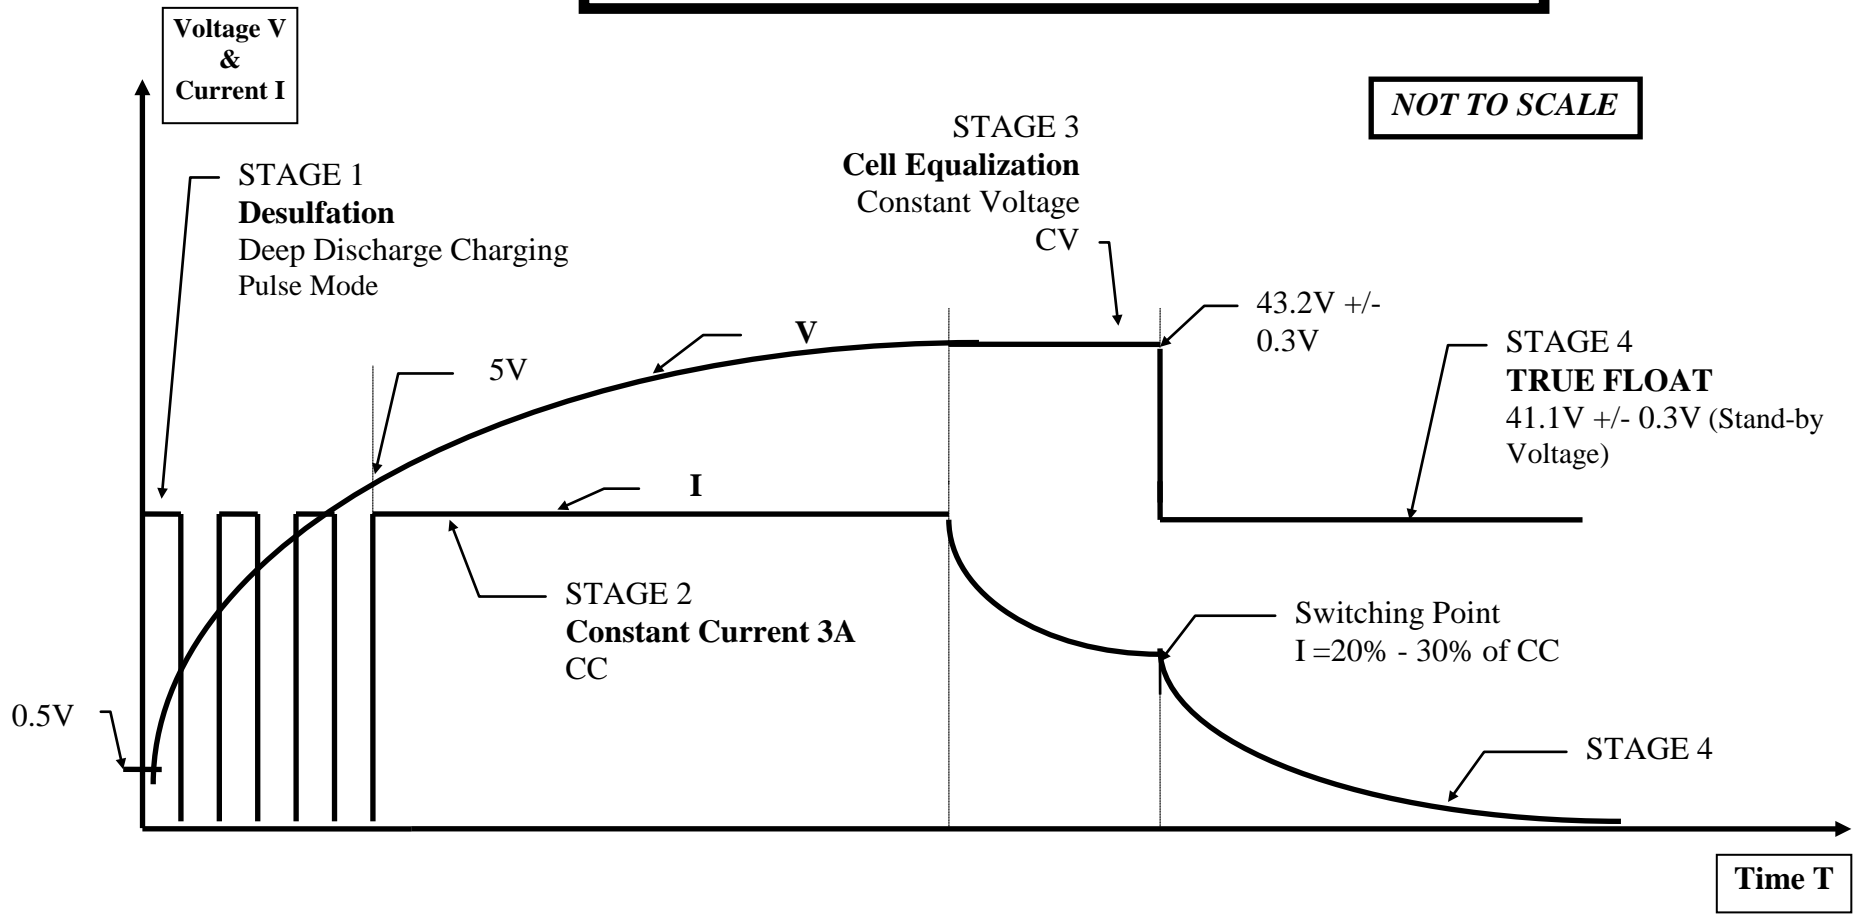 Voltage V
&
Current I
NOT TO SCALE
STAGE 1
Desulfation
Deep Discharge Charging
Pulse Mode
STAGE 3
Cell Equalization
Constant Voltage
CV
43.2V +/-
0.3V
V
5V
STAGE 4
TRUE FLOAT
41.1V +/- 0.3V (Stand-by
Voltage)
I
STAGE 2
Constant Current 3A
CC
Switching Point
I =20% - 30% of CC
0.5V
STAGE 4
Time T